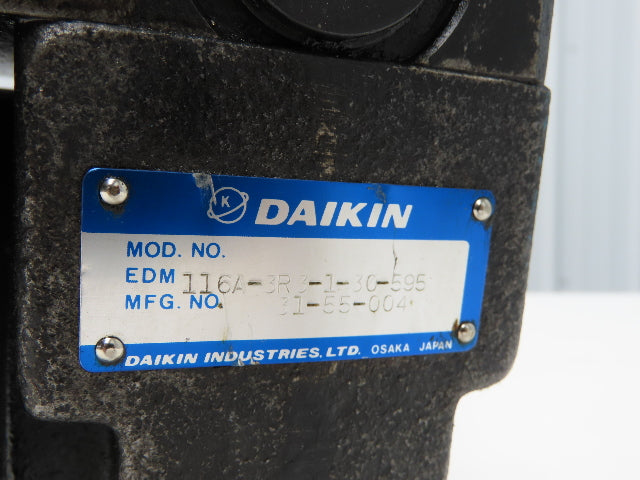 K DAIKIN
MOD. NO.
EDM 116A-3R3-1-30-595
MFG. NO. 31-55-004
DAIKIN INDUSTRIES. LTD. OSAKA JAPAN